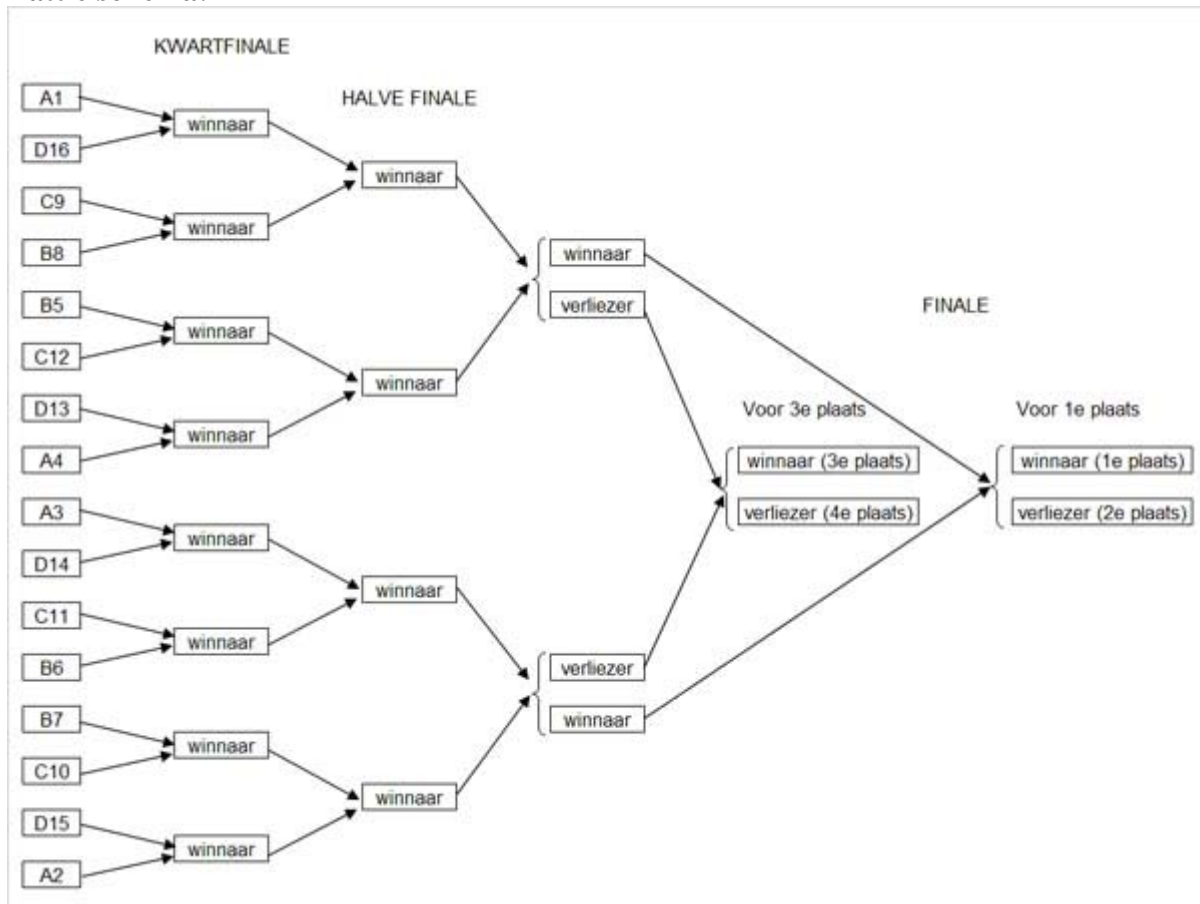 KWARTFINALE
HALVE FINALE
FINALE
A1
D16
C9
B8
B5
C12
D13
A4
A3
D14
C11
B6
B7
C10
D15
A2
winnaar
winnaar
winnaar
winnaar
winnaar
winnaar
winnaar
winnaar
winnaar
winnaar
winnaar
winnaar
winnaar
verliezer
verliezer
winnaar
Voor 3e plaats
winnaar (3e plaats)
verliezer (4e plaats)
Voor 1e plaats
winnaar (1e plaats)
verliezer (2e plaats)